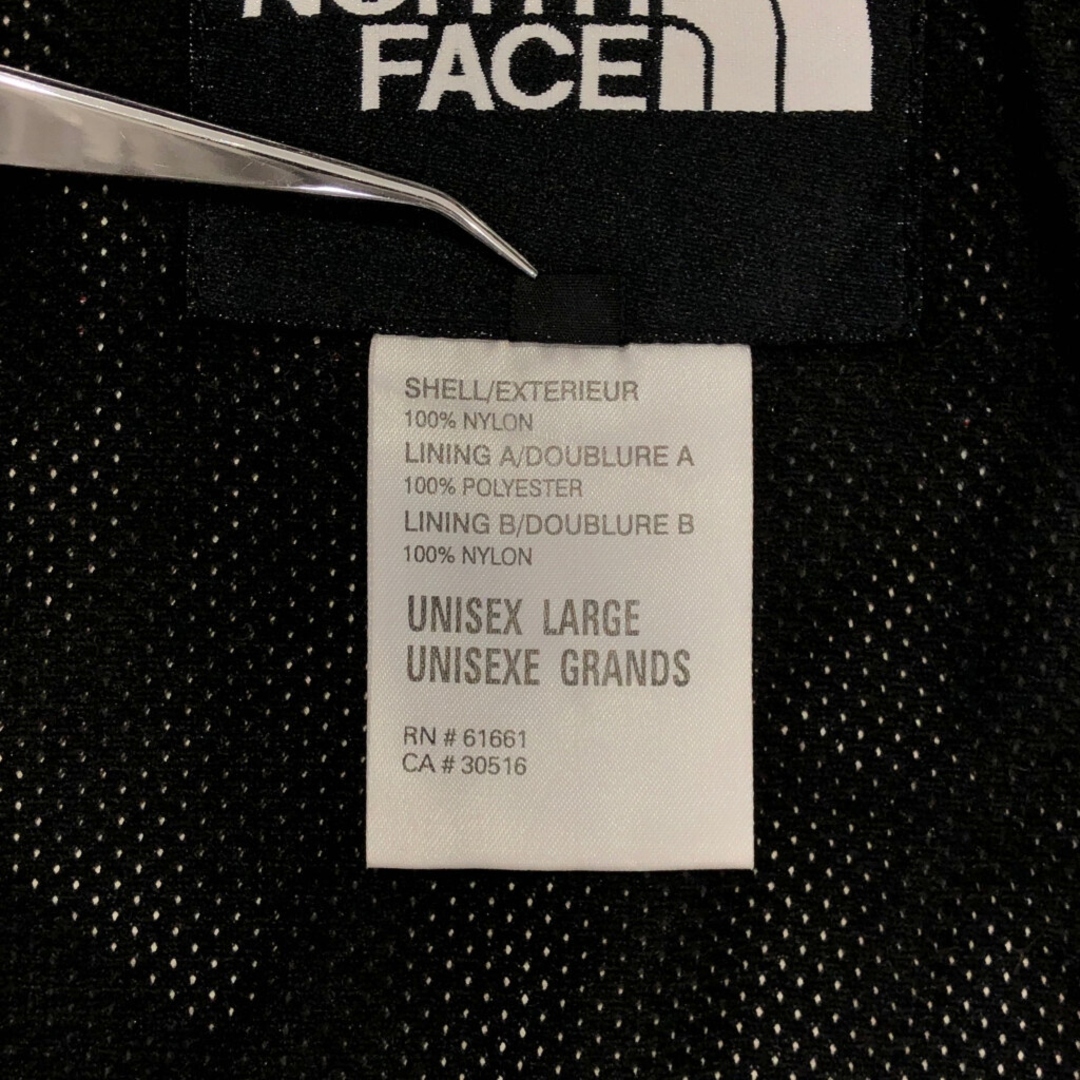 NORTH
FACE
SHELL/EXTERIEUR
100% NYLON
LINING A/DOUBLURE A
100% POLYESTER
LINING B/DOUBLURE B
100% NYLON
UNISEX LARGE
UNISEXE GRANDS
RN # 61661
CA # 30516